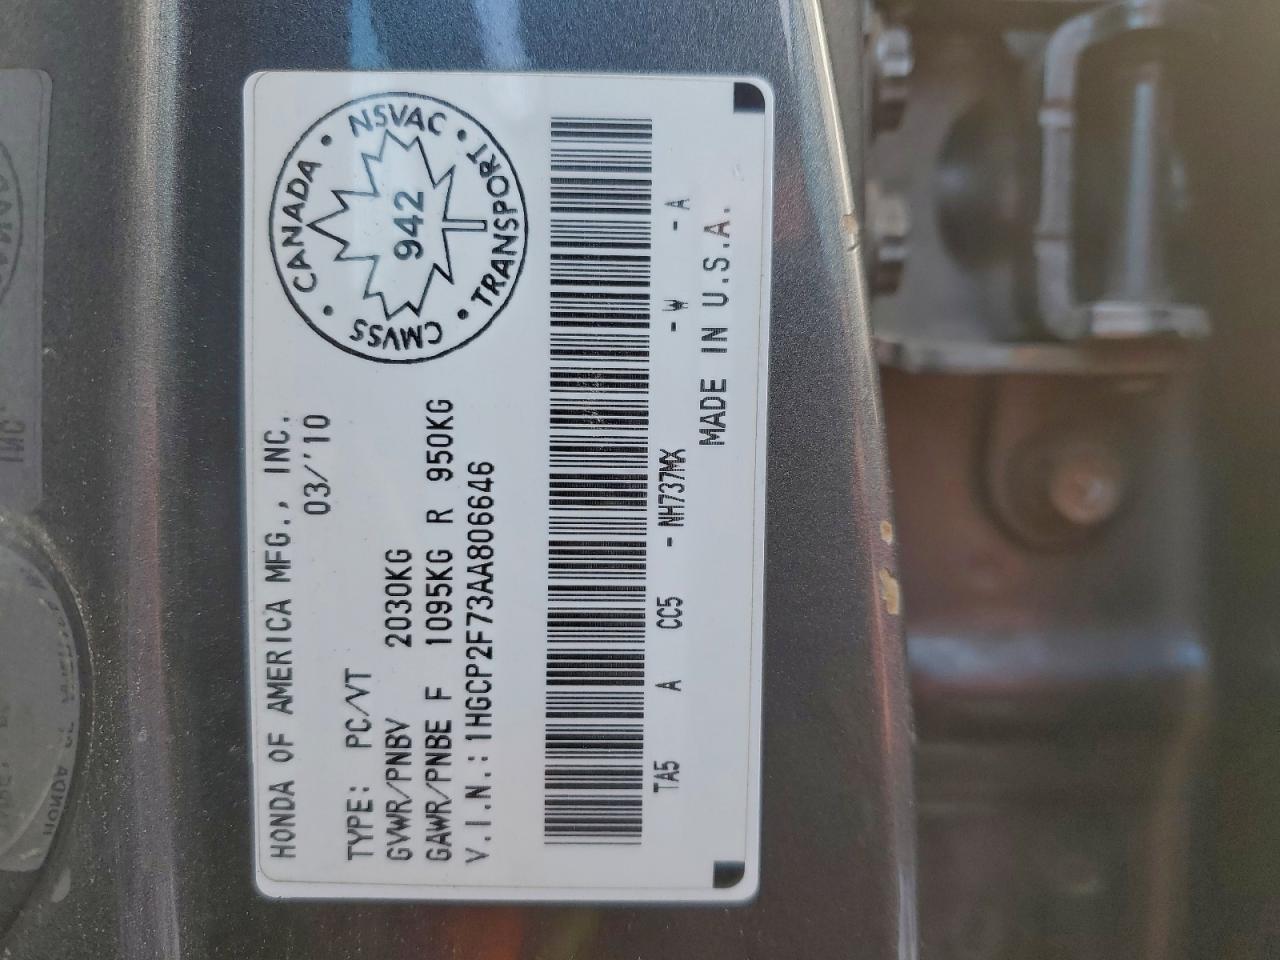 HONDA OF AMERICA MFG., INC.
03/'10
TYPE: PC/VT
GVWR/PNBV 2030KG
GAWR/PNBE F 1095KG R 950KG
V.I.N.: 1HGCP2F73AA806646
CANADA • NSVAC • TRANSPORT • CMVSS •
942
TA5 A CC5 - NH737MX - W - A
MADE IN U.S.A.